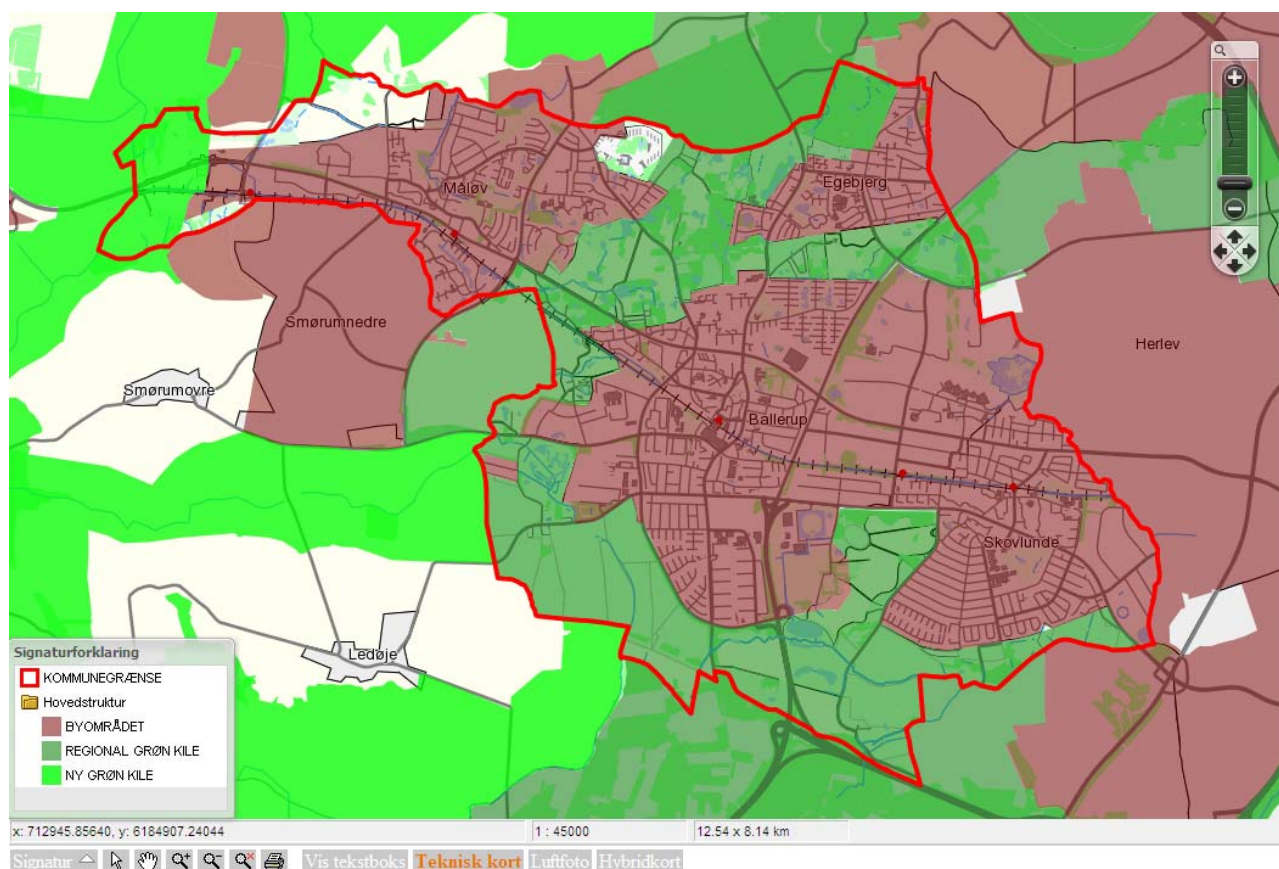 Måløv
Egebjerg
Smørumnedre
Herlev
Smørumovre
Ballerup
Skovlunde
Ledøje
Signaturforklaring
KOMMUNEGRÆNSE
Hovedstruktur
BYOMRÅDET
REGIONAL GRØN KILE
NY GRØN KILE
x: 712945.85640, y: 6184907.24044 1 : 45000 12.54 x 8.14 km
Signatur Vis tekstboks Teknisk kort Luftfoto Hybridkort